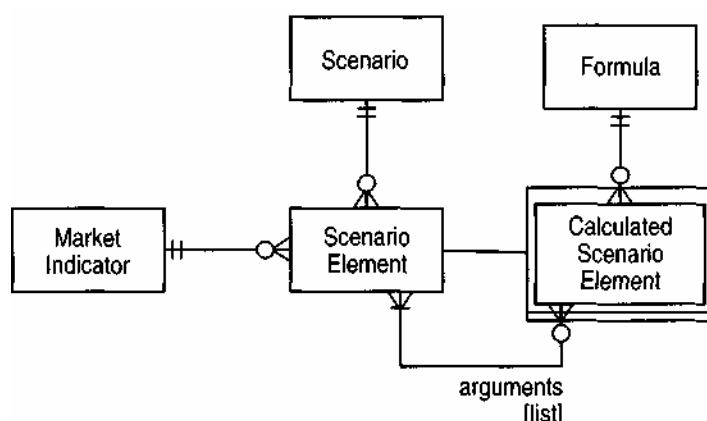 Scenario
Formula
Market
Indicator
Scenario
Element
Calculated
Scenario
Element
arguments
[list]